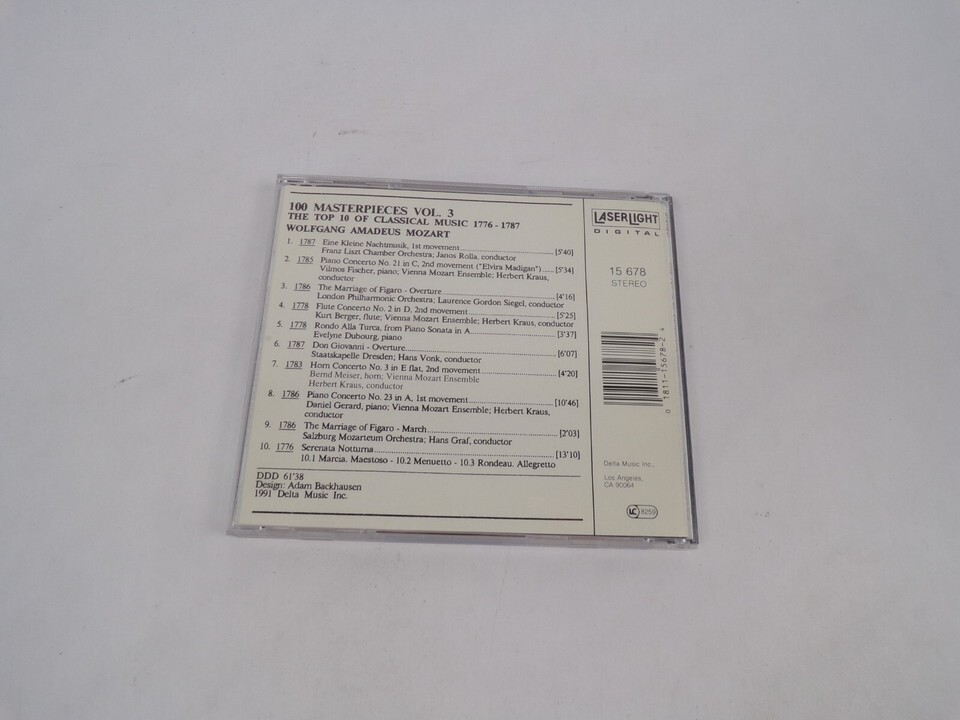 100 MASTERPIECES VOL. 3
THE TOP 10 OF CLASSICAL MUSIC 1776 - 1787
WOLFGANG AMADEUS MOZART
1. 1787 Eine Kleine Nachtmusik, 1st movement [5'40]
Franz Liszt Chamber Orchestra; Janos Rolla, conductor
2. 1785 Piano Concerto No. 21 in C, 2nd movement ("Elvira Madigan") [5'34]
Vilmos Fischer, piano; Vienna Mozart Ensemble; Herbert Kraus,
conductor
3. 1786 The Marriage of Figaro - Overture [4'16]
London Philharmonic Orchestra; Laurence Gordon Siegel, conductor
4. 1778 Flute Concerto No. 2 in D, 2nd movement [5'25]
Kurt Berger, flute; Vienna Mozart Ensemble; Herbert Kraus, conductor
5. 1778 Rondo Alla Turca, from Piano Sonata in A [3'37]
Evelyne Dubourg, piano
6. 1787 Don Giovanni - Overture [6'07]
Staatskapelle Dresden; Hans Vonk, conductor
7. 1783 Horn Concerto No. 3 in E flat, 2nd movement [4'20]
Bernd Meiser, horn; Vienna Mozart Ensemble
Herbert Kraus, conductor
8. 1786 Piano Concerto No. 23 in A, 1st movement [10'46]
Daniel Gerard, piano; Vienna Mozart Ensemble; Herbert Kraus,
conductor
9. 1786 The Marriage of Figaro - March [2'03]
Salzburg Mozarteum Orchestra; Hans Graf, conductor
10. 1776 Serenata Notturna [13'10]
10.1 Marcia. Maestoso - 10.2 Menuetto - 10.3 Rondeau. Allegretto
DDD 61'38
Design: Adam Backhausen
1991 Delta Music Inc.
LASERLIGHT
DIGITAL
15 678
STEREO
0 1811-15678-2 4
Delta Music Inc.,
Los Angeles,
CA 90064
LC 8259